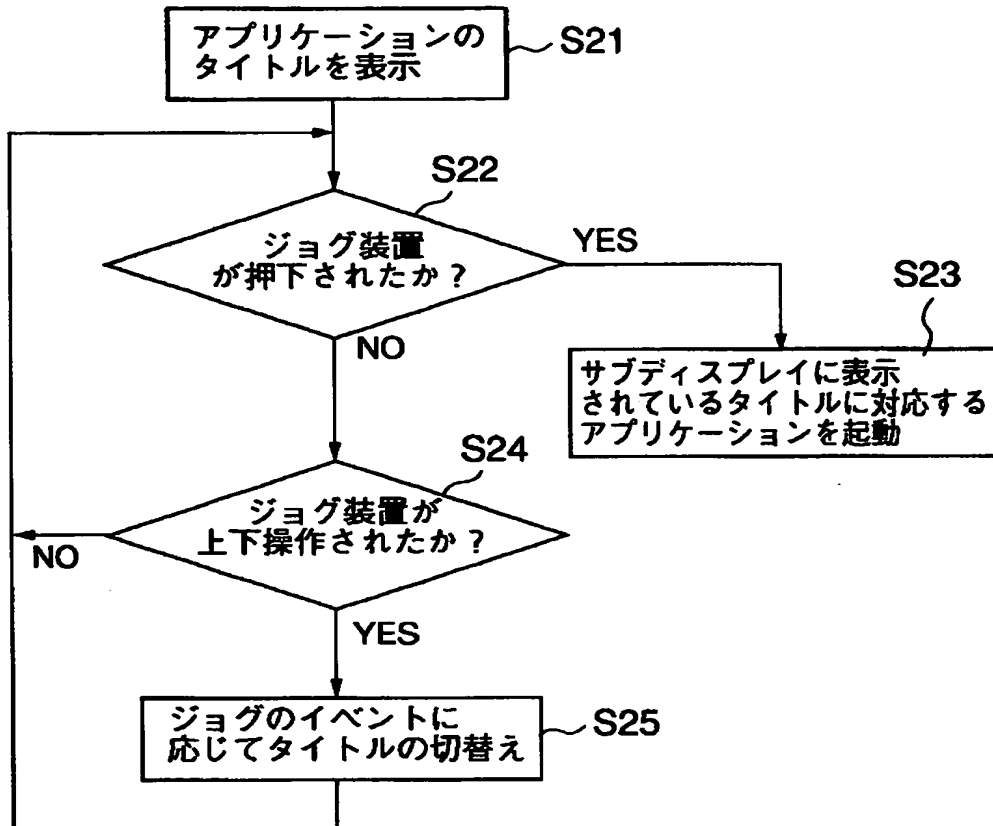 アプリケーションの
タイトルを表示
S21
S22
ジョグ装置
が押下されたか?
YES
NO
S23
サブディスプレイに表示
されているタイトルに対応する
アプリケーションを起動
S24
ジョグ装置が
上下操作されたか?
NO
YES
ジョグのイベントに
応じてタイトルの切替え
S25